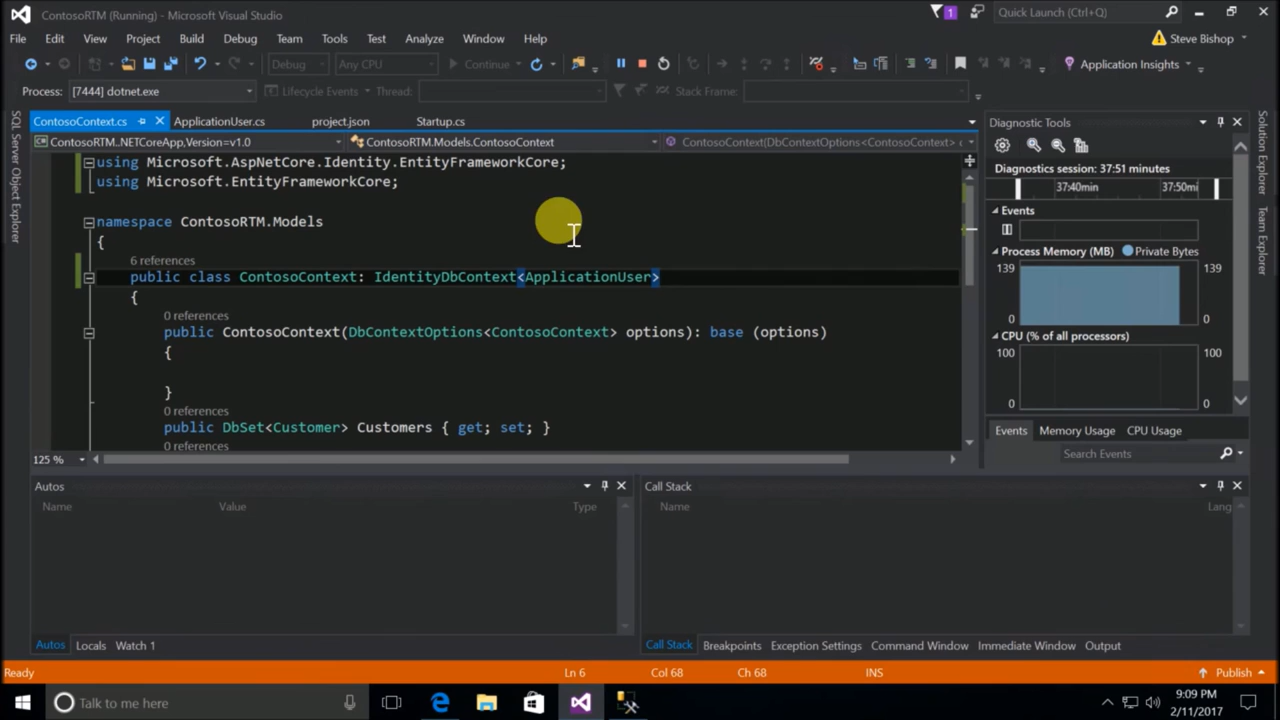 ContosoRTM (Running) - Microsoft Visual Studio
1
Quick Launch (Ctrl+Q)
File Edit View Project Build Debug Team Tools Test Analyze Window Help
Steve Bishop
Debug Any CPU Continue Application Insights
Process: [7444] dotnet.exe Lifecycle Events Thread: Stack Frame:
SQL Server Object Explorer
ContosoContext.cs ApplicationUser.cs project.json Startup.cs
ContosoRTM..NETCoreApp,Version=v1.0 ContosoRTM.Models.ContosoContext ContosoContext(DbContextOptions<ContosoContext> o
using Microsoft.AspNetCore.Identity.EntityFrameworkCore;
using Microsoft.EntityFrameworkCore;
namespace ContosoRTM.Models
{
6 references
public class ContosoContext: IdentityDbContext<ApplicationUser>
{
0 references
public ContosoContext(DbContextOptions<ContosoContext> options): base (options)
{
}
0 references
public DbSet<Customer> Customers { get; set; }
0 references
125 %
Diagnostic Tools
Diagnostics session: 37:51 minutes
37:40min 37:50min
Events
Process Memory (MB) Private Bytes
139 139
0 0
CPU (% of all processors)
100 100
0 0
Events Memory Usage CPU Usage
Search Events
Solution Explorer
Team Explorer
Autos
Name Value Type
Autos Locals Watch 1
Call Stack
Name Lang
Call Stack Breakpoints Exception Settings Command Window Immediate Window Output
Ready Ln 6 Col 68 Ch 68 INS Publish
Talk to me here
9:09 PM
2/11/2017